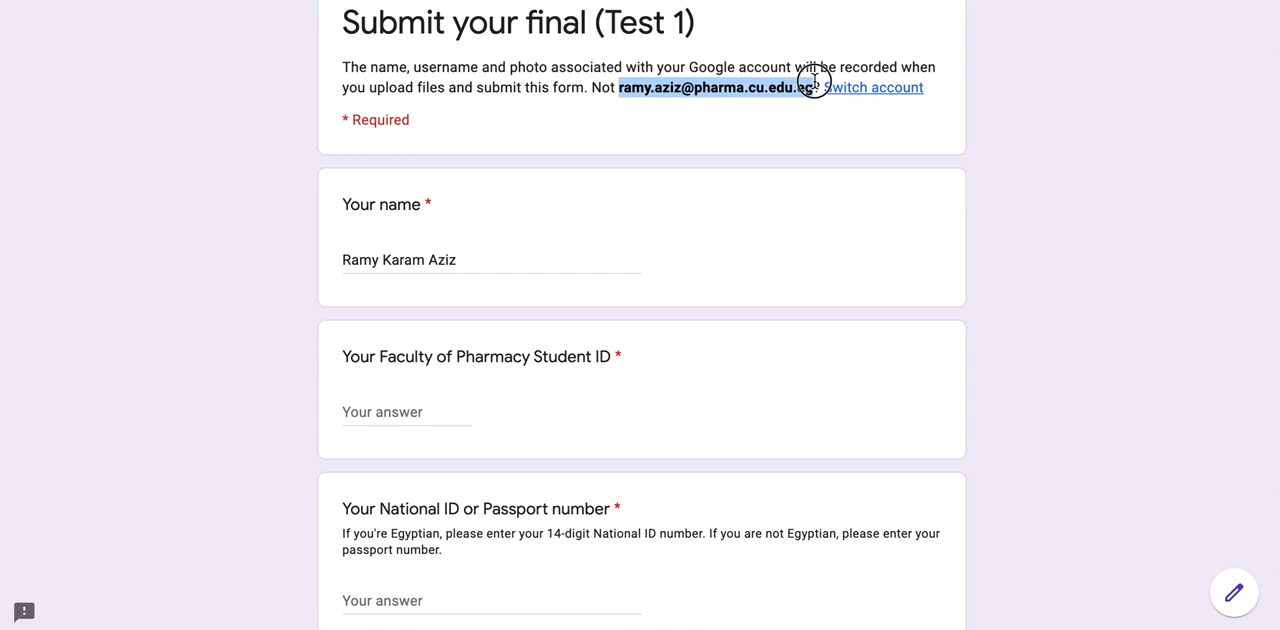 Submit your final (Test 1)
The name, username and photo associated with your Google account will be recorded when
you upload files and submit this form. Not ramy.aziz@pharma.cu.edu.eg? Switch account
* Required
Your name *
Ramy Karam Aziz
Your Faculty of Pharmacy Student ID *
Your answer
Your National ID or Passport number *
If you're Egyptian, please enter your 14-digit National ID number. If you are not Egyptian, please enter your
passport number.
Your answer